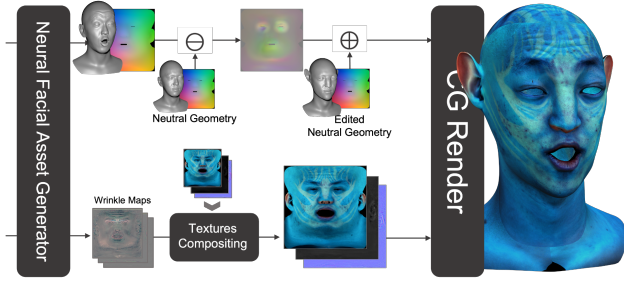 Neural Facial Asset Generator
Neutral Geometry
Edited
Neutral Geometry
Wrinkle Maps
Textures
Compositing
CG Render